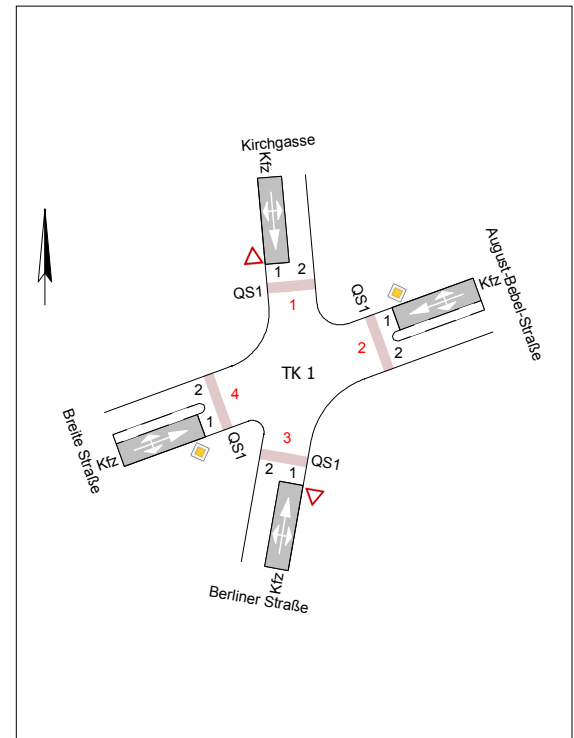 Kirchgasse
Kfz
1 2
QS1
1
August-Bebel-Straße
Kfz
QS1
1
2
2
TK 1
2
4
1
QS1
Kfz
Breite Straße
3
QS1
2 1
Kfz
Berliner Straße